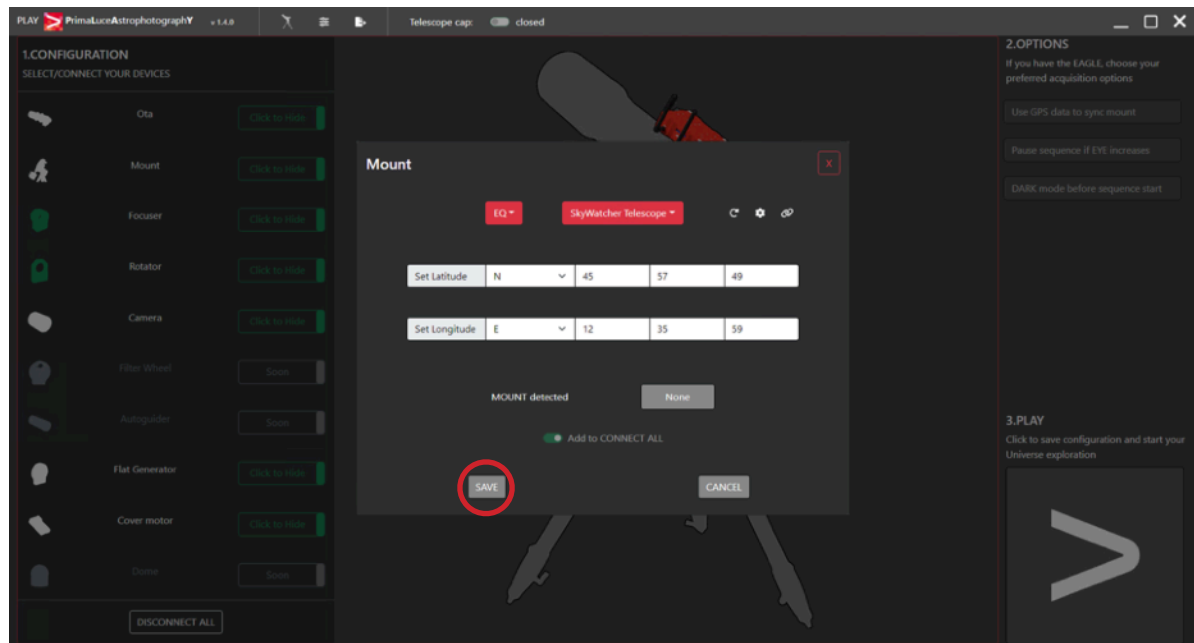 PLAY PrimaLuceAstrophotographY v 1.4.0 Telescope cap: closed
1.CONFIGURATION
SELECT/CONNECT YOUR DEVICES
Ota Click to Hide
Mount Click to Hide
Focuser Click to Hide
Rotator Click to Hide
Camera Click to Hide
Filter Wheel Soon
Autoguider Soon
Flat Generator Click to Hide
Cover motor Click to Hide
Dome Soon
DISCONNECT ALL
Mount X
EQ SkyWatcher Telescope
Set Latitude N 45 57 49
Set Longitude E 12 35 59
MOUNT detected None
Add to CONNECT ALL
SAVE CANCEL
2.OPTIONS
If you have the EAGLE, choose your
preferred acquisition options
Use GPS data to sync mount
Pause sequence if EYE increases
DARK mode before sequence start
3.PLAY
Click to save configuration and start your
Universe exploration